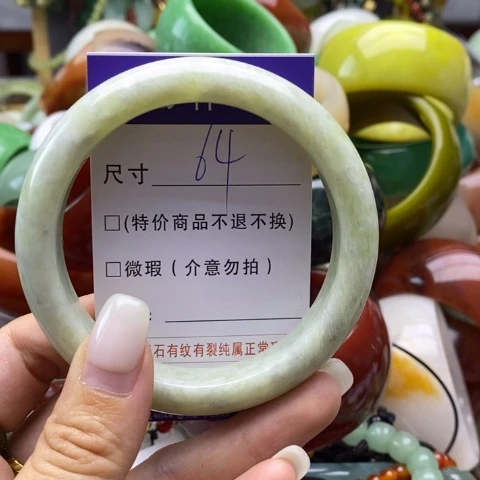 尺寸 64
□(特价商品不退不换)
□微瑕(介意勿拍)
:
石有纹有裂纯属正常